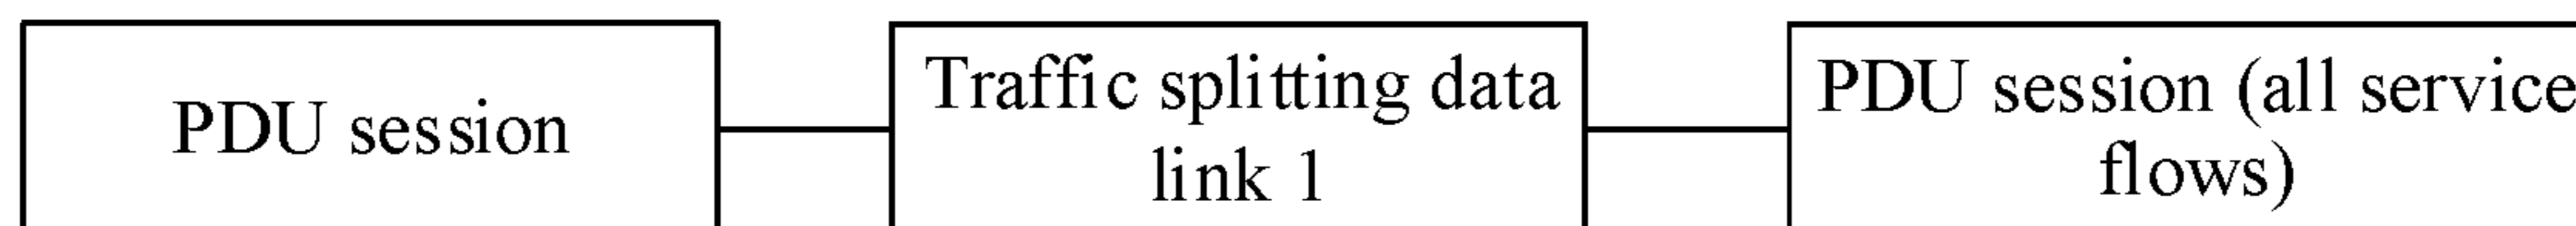 PDU session
Traffic splitting data
link 1
PDU session (all service
flows)